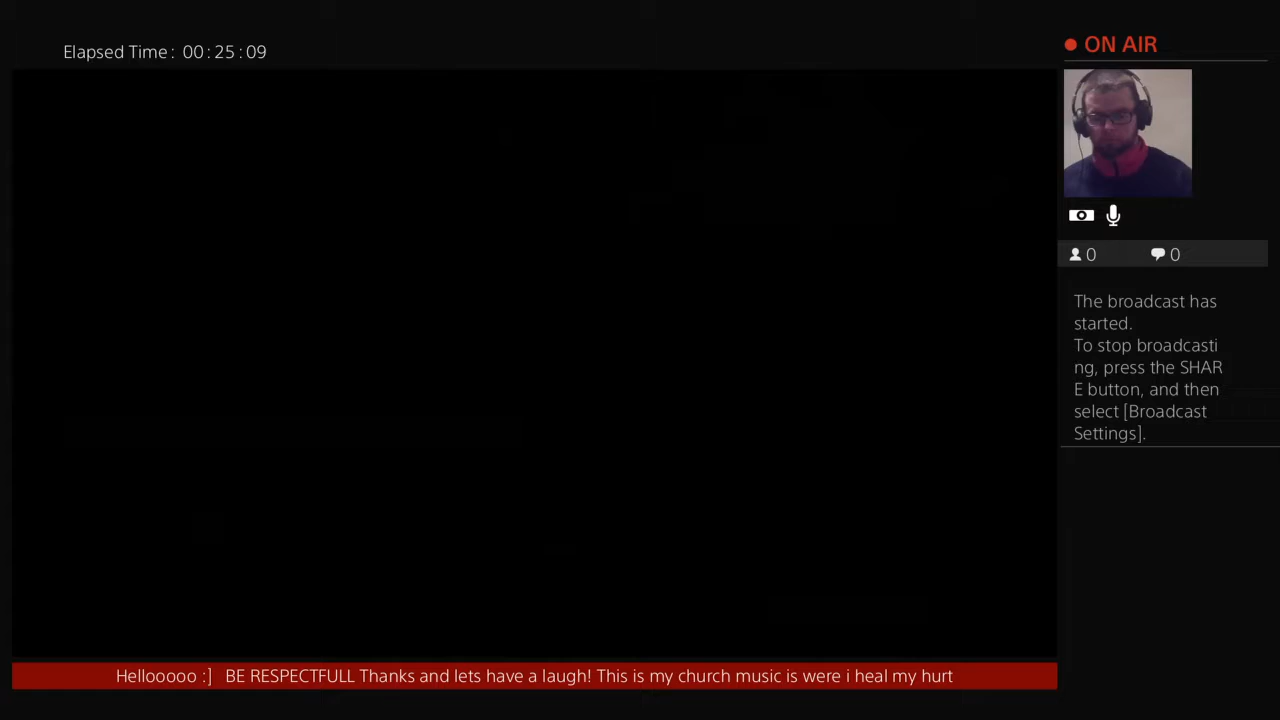 Elapsed Time: 00:25:09
ON AIR
0 0
The broadcast has
started.
To stop broadcasti
ng, press the SHAR
E button, and then
select [Broadcast
Settings].
Hellooooo :] BE RESPECTFULL Thanks and lets have a laugh! This is my church music is were i heal my hurt